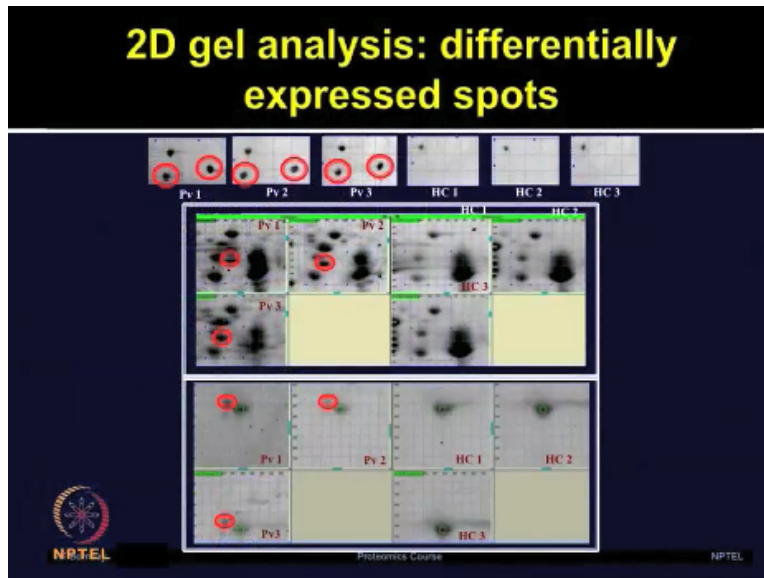 2D gel analysis: differentially
expressed spots
Pv 1
Pv 2
Pv 3
HC 1
HC 2
HC 3
HC 1
HC 2
Pv 1
Pv 2
HC 3
Pv 3
Pv 1
Pv 2
HC 1
HC 2
Pv3
HC 3
NPTEL
Proteomics Course
NPTEL